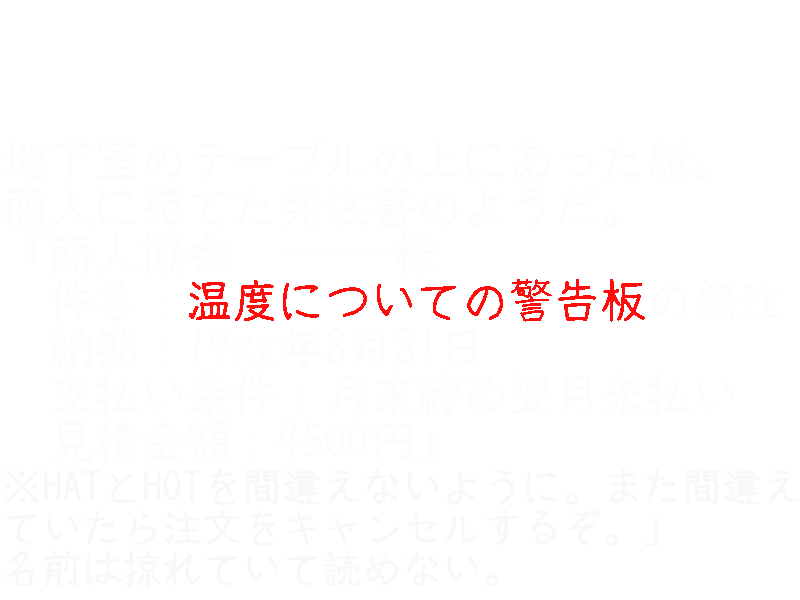 地下室のテーブルの上にあった紙。
商人に宛てた発注書のようだ。
「商人協会 ―――様
件名：温度についての警告板の発注
納期：19xx年3月31日
支払い条件：月末締め翌月末払い
見積金額：4500円」
※HATとHOTを間違えないように。また間違え
ていたら注文をキャンセルするぞ。」
名前は掠れていて読めない。